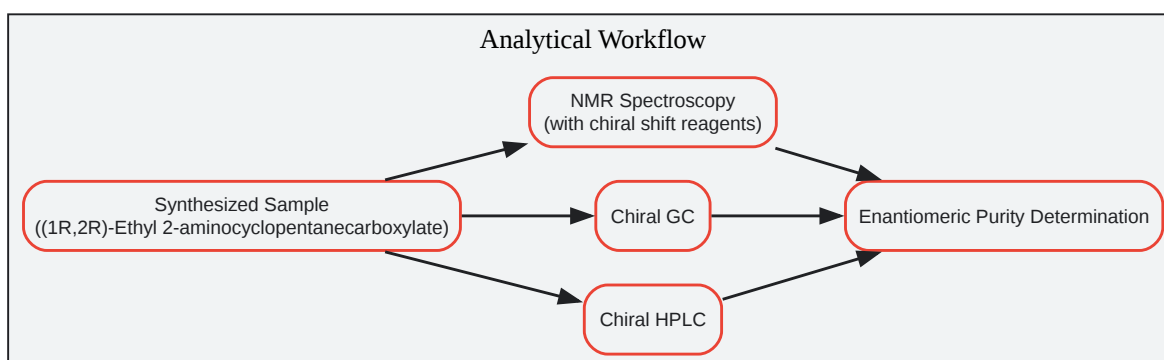 Analytical Workflow
NMR Spectroscopy
(with chiral shift reagents)
Synthesized Sample
((1R,2R)-Ethyl 2-aminocyclopentanecarboxylate)
Chiral GC
Enantiomeric Purity Determination
Chiral HPLC